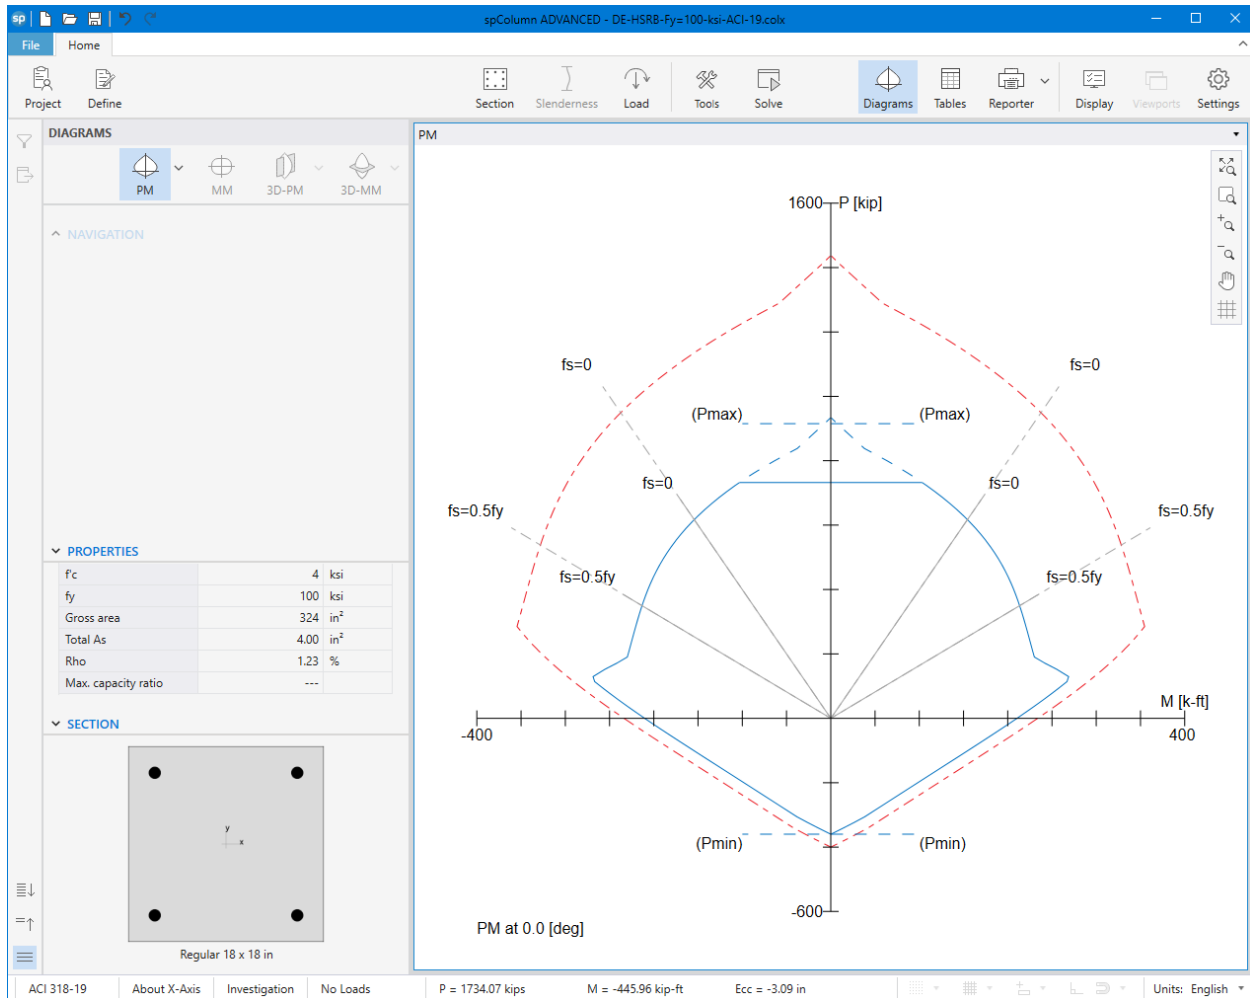 sp
spColumn ADVANCED - DE-HSRB-Fy=100-ksi-ACI-19.colx
File Home
Project Define Section Slenderness Load Tools Solve Diagrams Tables Reporter Display Viewports Settings
DIAGRAMS
PM MM 3D-PM 3D-MM
NAVIGATION
PROPERTIES
f'c 4 ksi
fy 100 ksi
Gross area 324 in²
Total As 4.00 in²
Rho 1.23 %
Max. capacity ratio ---
SECTION
y
x
Regular 18 x 18 in
PM
1600 P [kip]
fs=0 fs=0
(Pmax) (Pmax)
fs=0 fs=0
fs=0.5fy fs=0.5fy
fs=0.5fy fs=0.5fy
M [k-ft]
-400 400
(Pmin) (Pmin)
-600
PM at 0.0 [deg]
ACI 318-19 About X-Axis Investigation No Loads P = 1734.07 kips M = -445.96 kip-ft Ecc = -3.09 in Units: English